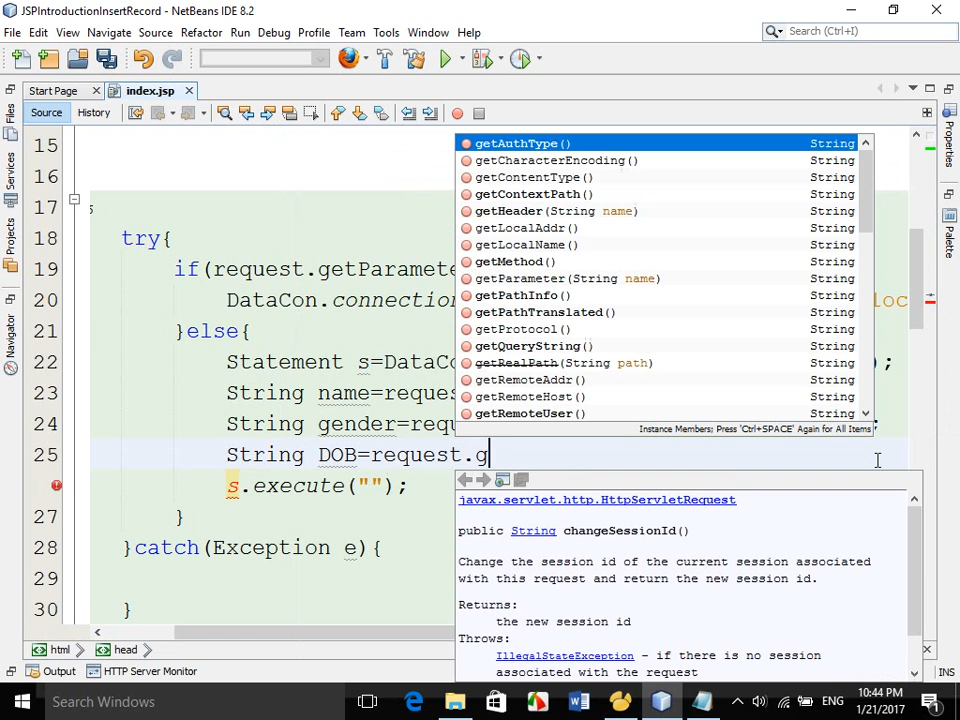 JSPIntroductionInsertRecord - NetBeans IDE 8.2
File Edit View Navigate Source Refactor Run Debug Profile Team Tools Window Help
Search (Ctrl+I)
Start Page
index.jsp
Source History
Files
Services
Projects
Navigator
Properties
Palette
15
16
17
18 try{
19 if(request.getParamete
20 DataCon.connection loc
21 }else{
22 Statement s=DataCo ;
23 String name=reques
24 String gender=requ ;
25 String DOB=request.g
s.execute("");
27 }
28 }catch(Exception e){
29
30 }
getAuthType() String
getCharacterEncoding() String
getContentType() String
getContextPath() String
getHeader(String name) String
getLocalAddr() String
getLocalName() String
getMethod() String
getParameter(String name) String
getPathInfo() String
getPathTranslated() String
getProtocol() String
getQueryString() String
getRealPath(String path) String
getRemoteAddr() String
getRemoteHost() String
getRemoteUser() String
Instance Members; Press 'Ctrl+SPACE' Again for All Items
javax.servlet.http.HttpServletRequest
public String changeSessionId()
Change the session id of the current session associated
with this request and return the new session id.
Returns:
the new session id
Throws:
IllegalStateException - if there is no session
associated with the request
html head
Output HTTP Server Monitor
INS
Search Windows
ENG
10:44 PM
1/21/2017
1